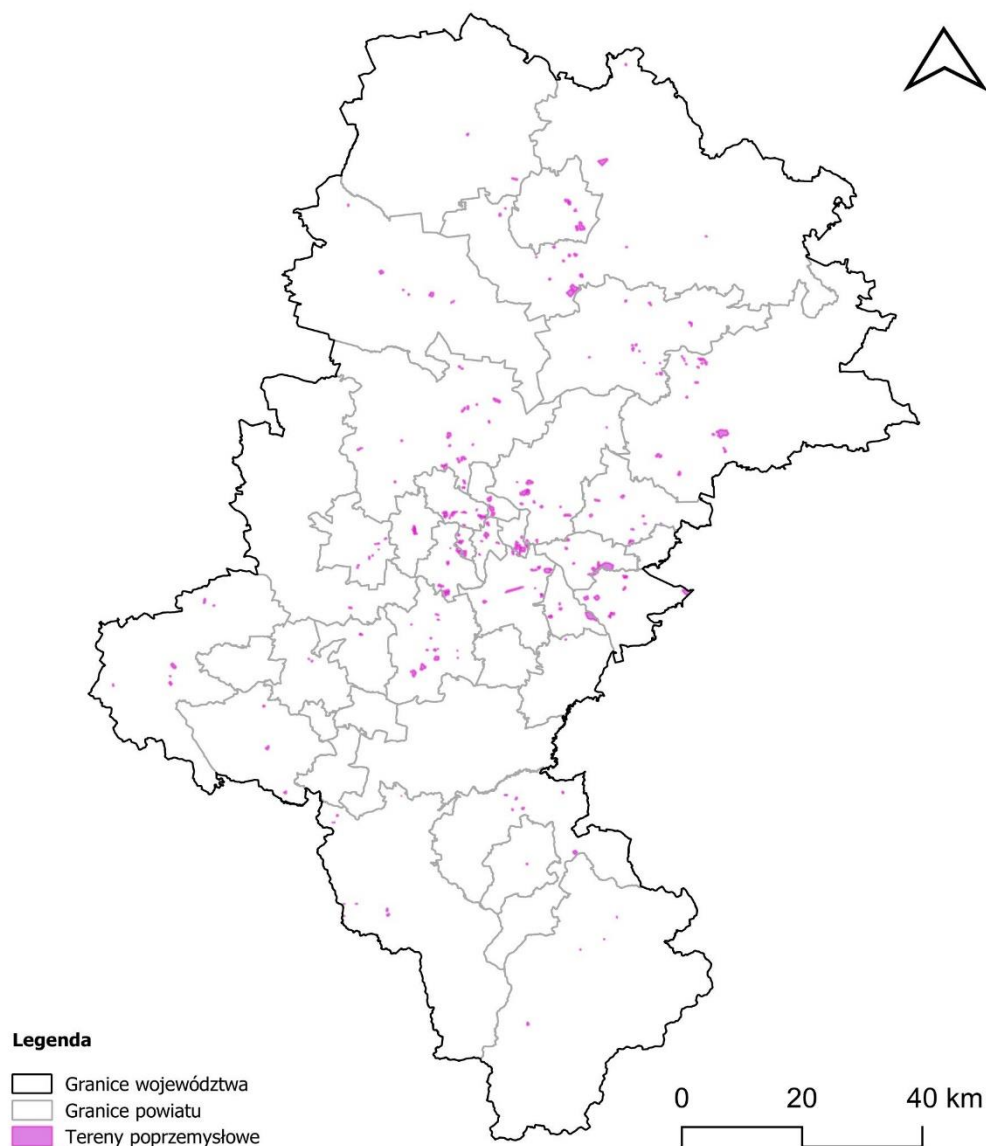 Legenda
Granice województwa
Granice powiatu
Tereny poprzemysłowe
0 20 40 km